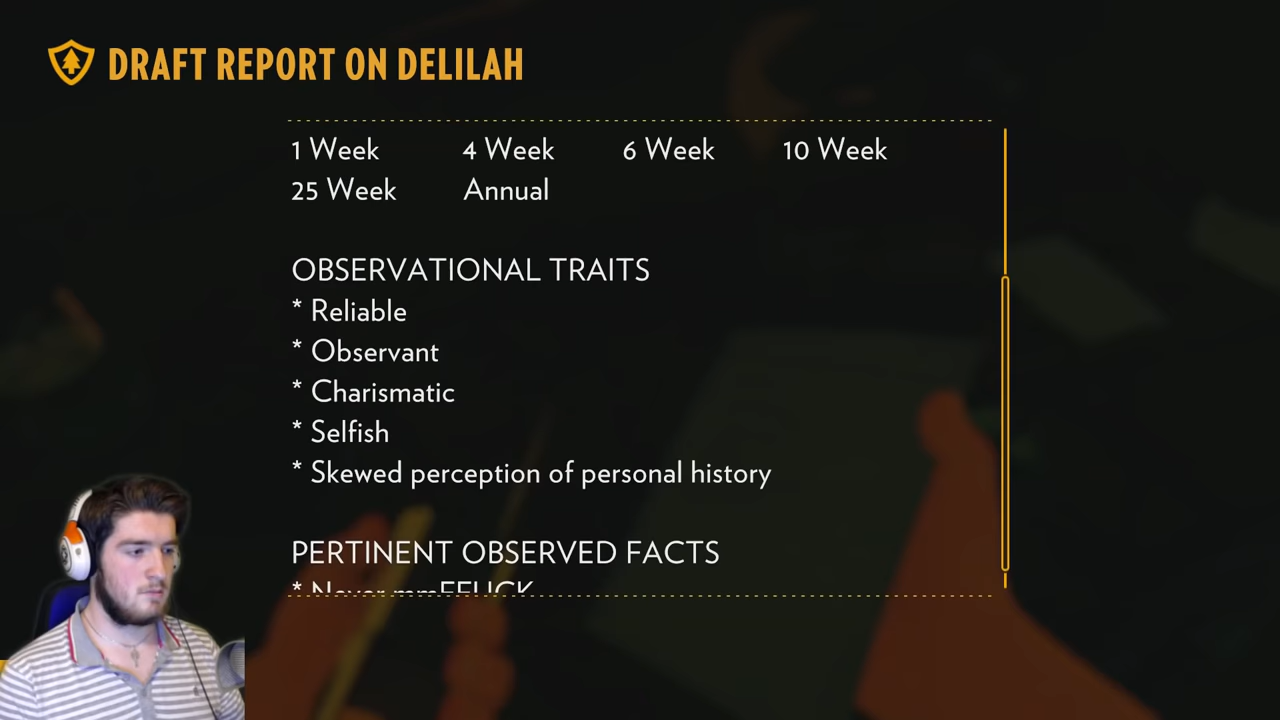 DRAFT REPORT ON DELILAH
1 Week 4 Week 6 Week 10 Week
25 Week Annual
OBSERVATIONAL TRAITS
* Reliable
* Observant
* Charismatic
* Selfish
* Skewed perception of personal history
PERTINENT OBSERVED FACTS
* Never